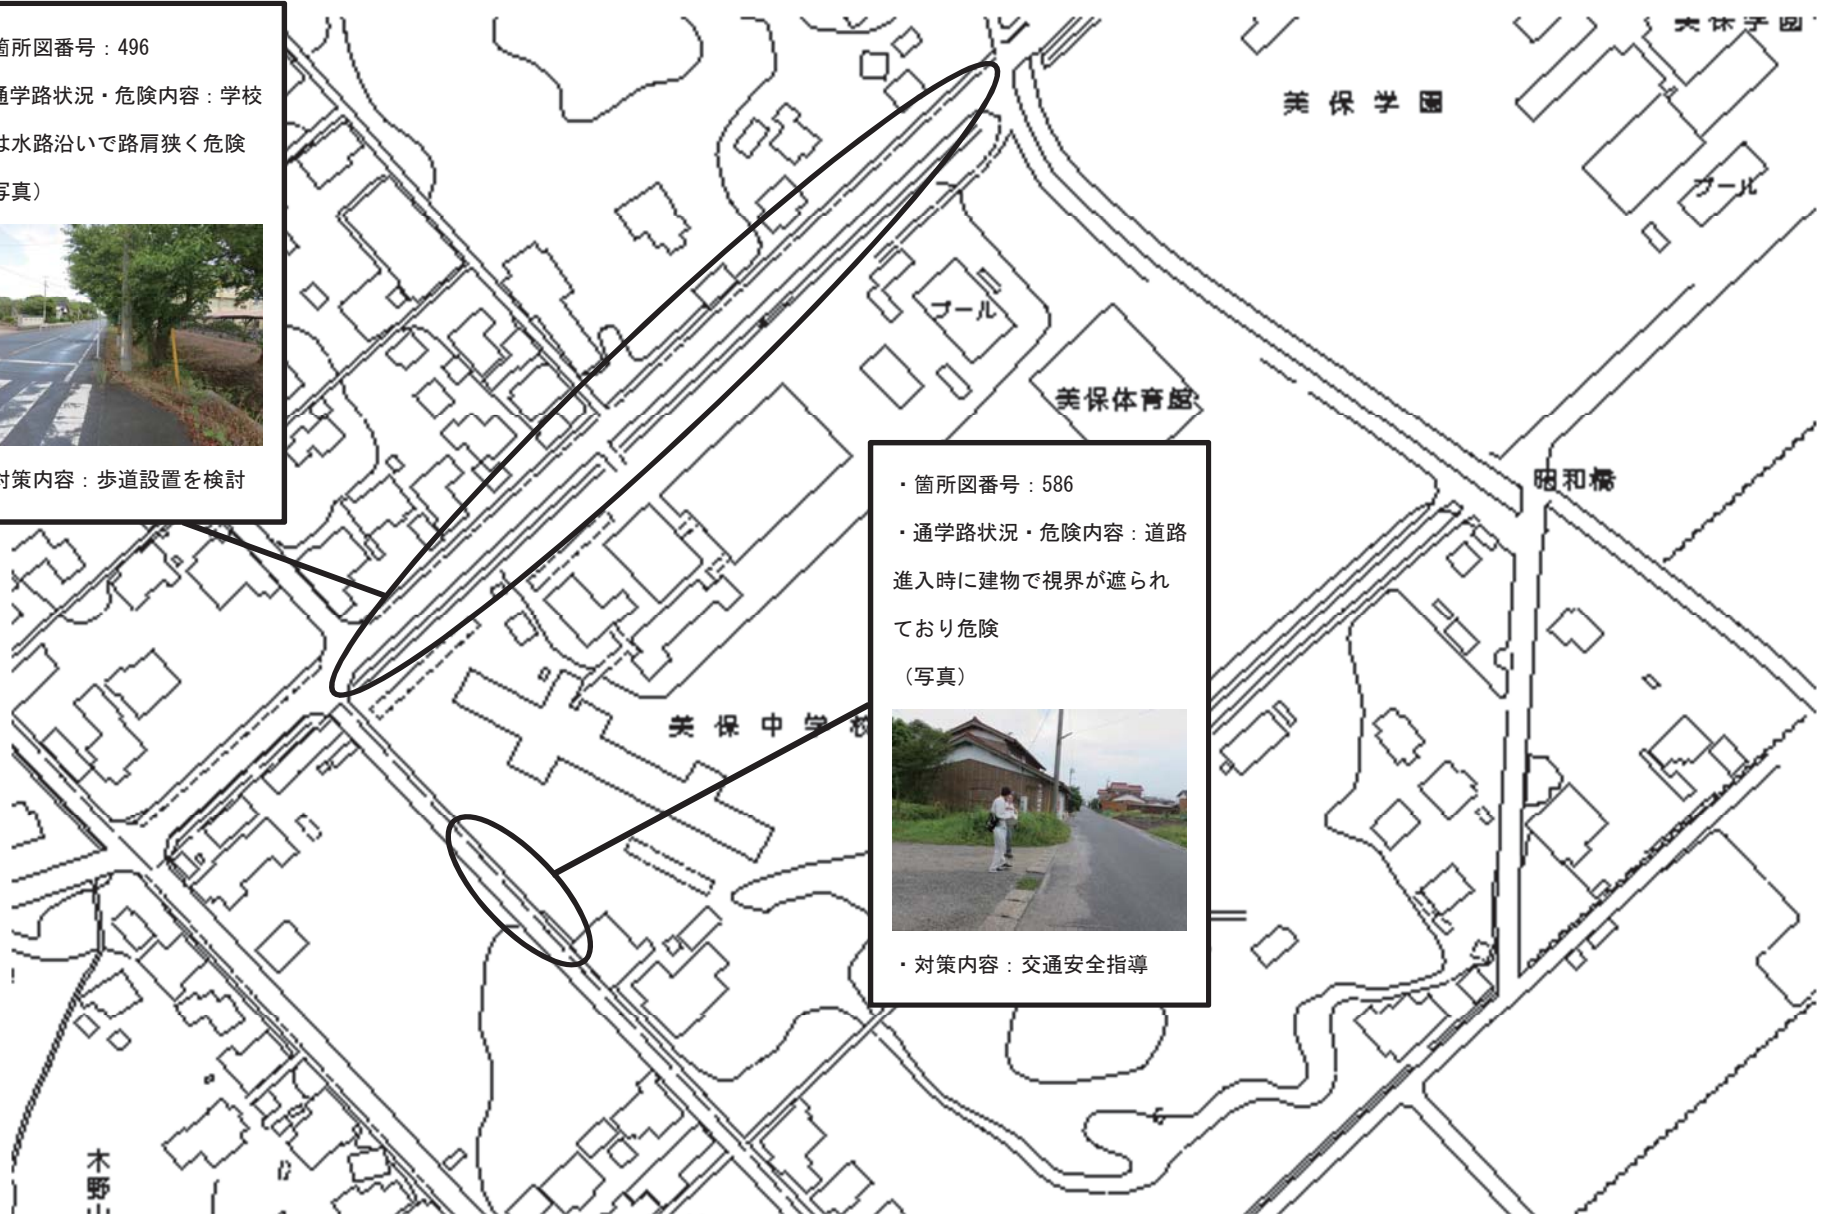 箇所図番号：496
通学路状況・危険内容：学校
は水路沿いで路肩狭く危険
写真）
対策内容：歩道設置を検討
美保学園
美保学園
プール
プール
美保体育館
昭和橋
・箇所図番号：586
・通学路状況・危険内容：道路
進入時に建物で視界が遮られ
ており危険
（写真）
・対策内容：交通安全指導
美保中学校
木野山